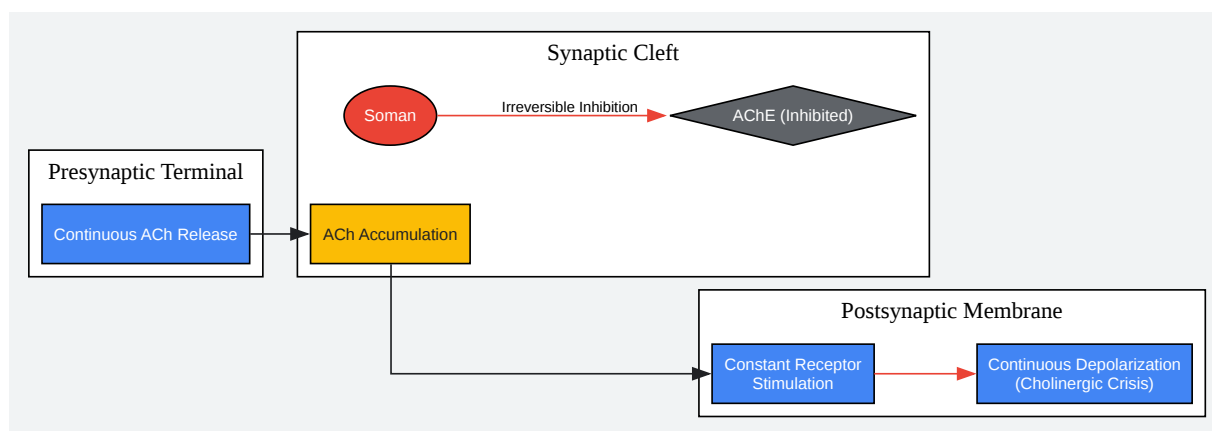 Synaptic Cleft
Soman
Irreversible Inhibition
AChE (Inhibited)
Presynaptic Terminal
Continuous ACh Release
ACh Accumulation
Postsynaptic Membrane
Constant Receptor
Stimulation
Continuous Depolarization
(Cholinergic Crisis)